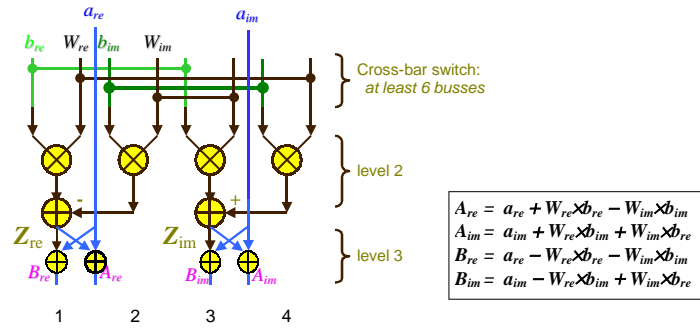 a_re a_im
b_re W_re b_im W_im
Cross-bar switch:
at least 6 busses
level 2
- +
Z_re Z_im
level 3
B_re A_re B_im A_im
1 2 3 4
A_re = a_re + W_re×b_re − W_im×b_im
A_im = a_im + W_re×b_im + W_im×b_re
B_re = a_re − W_re×b_re − W_im×b_im
B_im = a_im − W_re×b_im + W_im×b_re